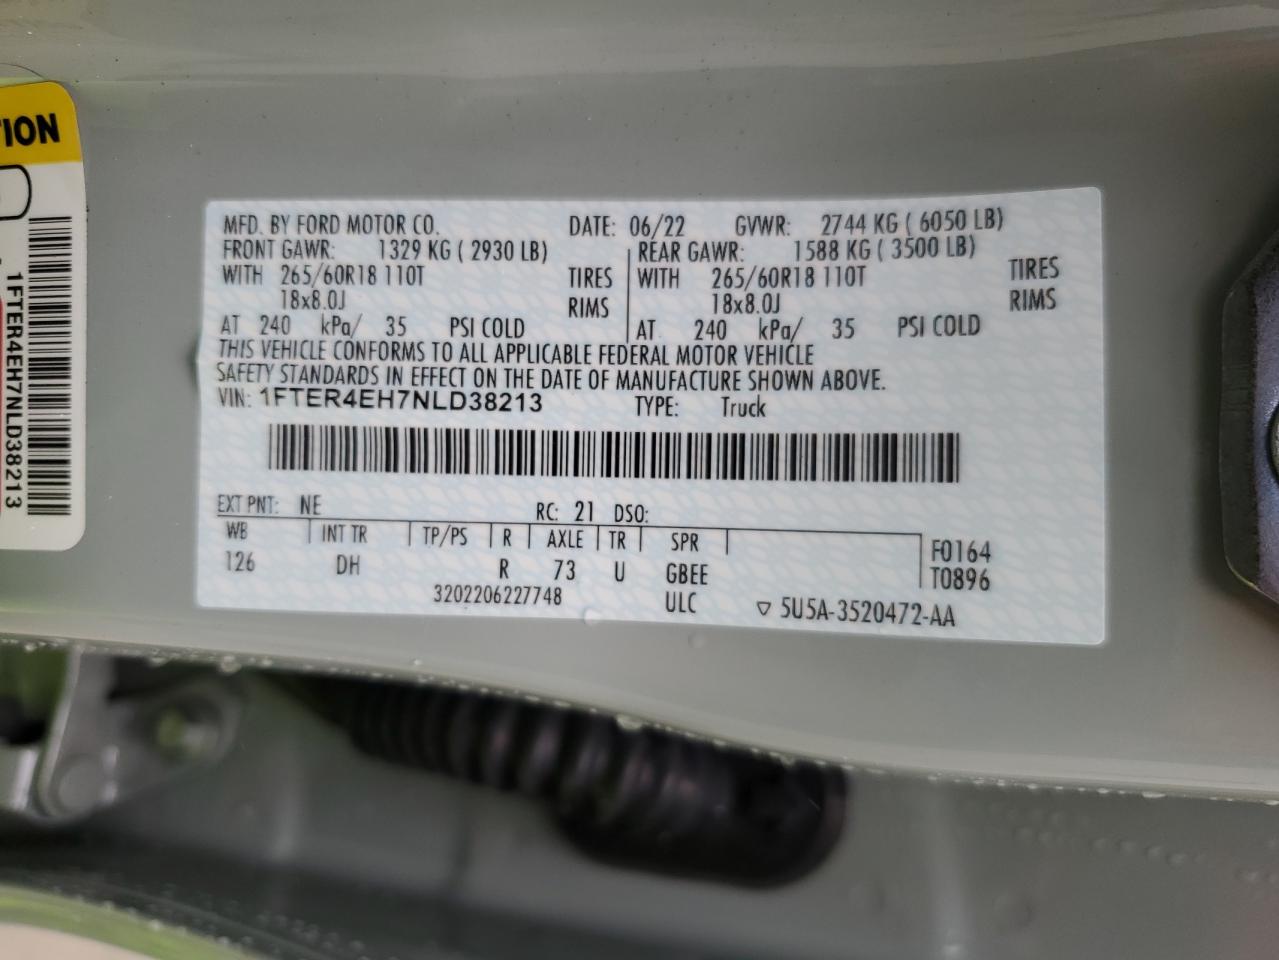 TION
1FTER4EH7NLD38213
MFD. BY FORD MOTOR CO. DATE: 06/22 GVWR: 2744 KG ( 6050 LB)
FRONT GAWR: 1329 KG ( 2930 LB) REAR GAWR: 1588 KG ( 3500 LB)
WITH 265/60R18 110T TIRES WITH 265/60R18 110T TIRES
18x8.0J RIMS 18x8.0J RIMS
AT 240 kPa/ 35 PSI COLD AT 240 kPa/ 35 PSI COLD
THIS VEHICLE CONFORMS TO ALL APPLICABLE FEDERAL MOTOR VEHICLE
SAFETY STANDARDS IN EFFECT ON THE DATE OF MANUFACTURE SHOWN ABOVE.
VIN: 1FTER4EH7NLD38213 TYPE: Truck
EXT PNT: NE RC: 21 DSO:
WB INT TR TP/PS R AXLE TR SPR F0164
126 DH R 73 U GBEE T0896
3202206227748 ULC ▽ 5U5A-3520472-AA